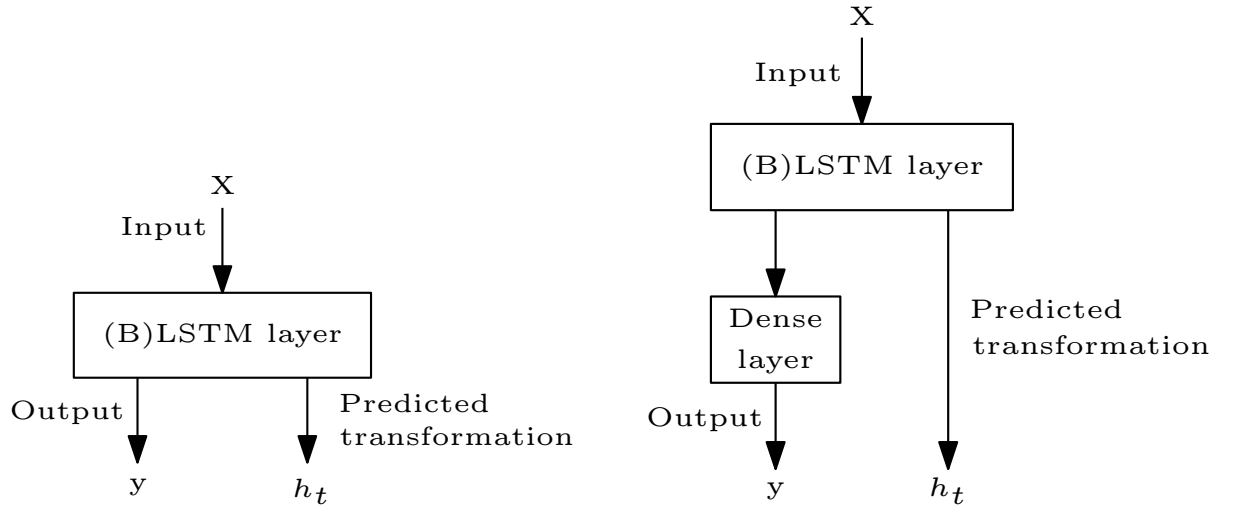 X
Input
(B)LSTM layer
Output
Predicted
transformation
y
h_t
X
Input
(B)LSTM layer
Dense
layer
Predicted
transformation
Output
y
h_t